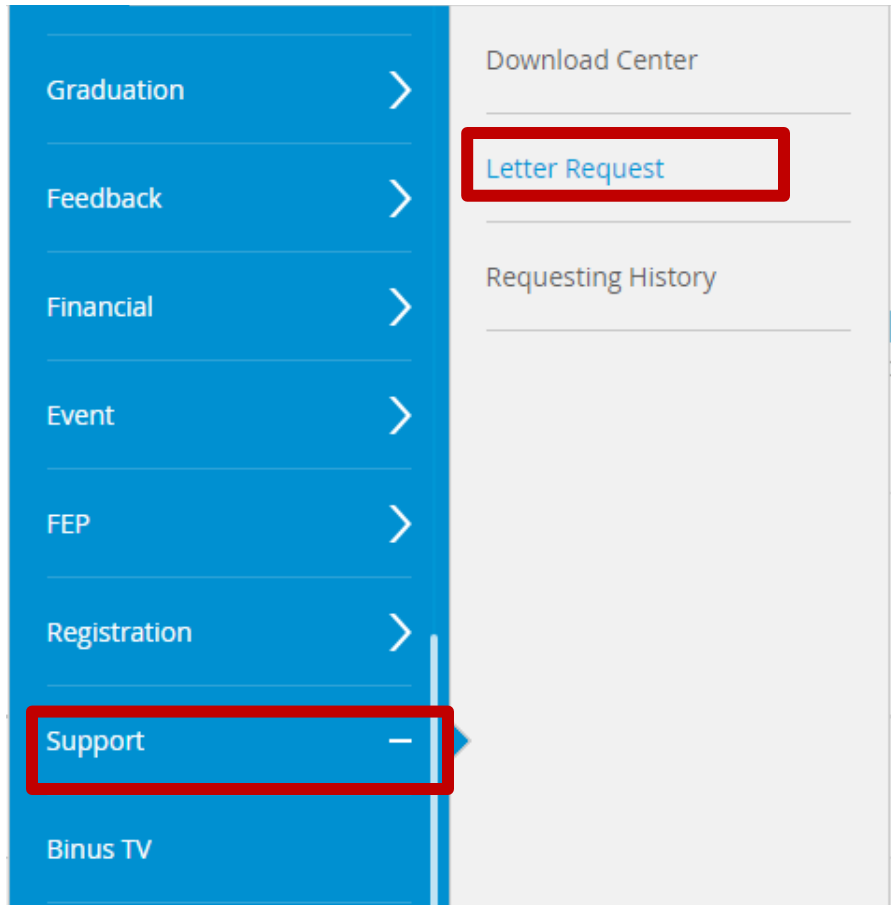 Graduation
Feedback
Financial
Event
FEP
Registration
Support
Binus TV
Download Center
Letter Request
Requesting History